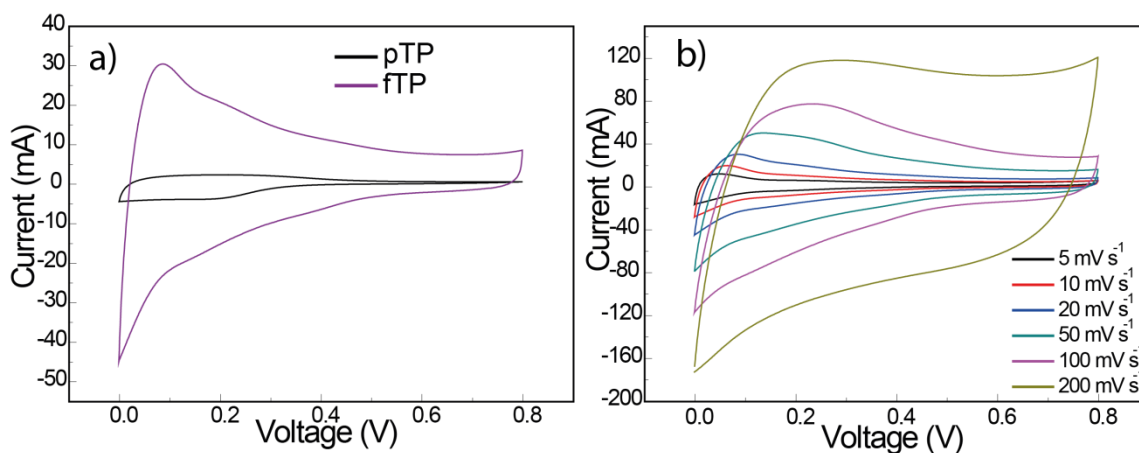 a)
pTP
fTP
Current (mA)
40
30
20
10
0
-10
-20
-30
-40
-50
0.0 0.2 0.4 0.6 0.8
Voltage (V)
b)
Current (mA)
120
80
40
0
-40
-80
-120
-160
-200
5 mV s⁻¹
10 mV s⁻¹
20 mV s⁻¹
50 mV s⁻¹
100 mV s⁻¹
200 mV s⁻¹
0.0 0.2 0.4 0.6 0.8
Voltage (V)